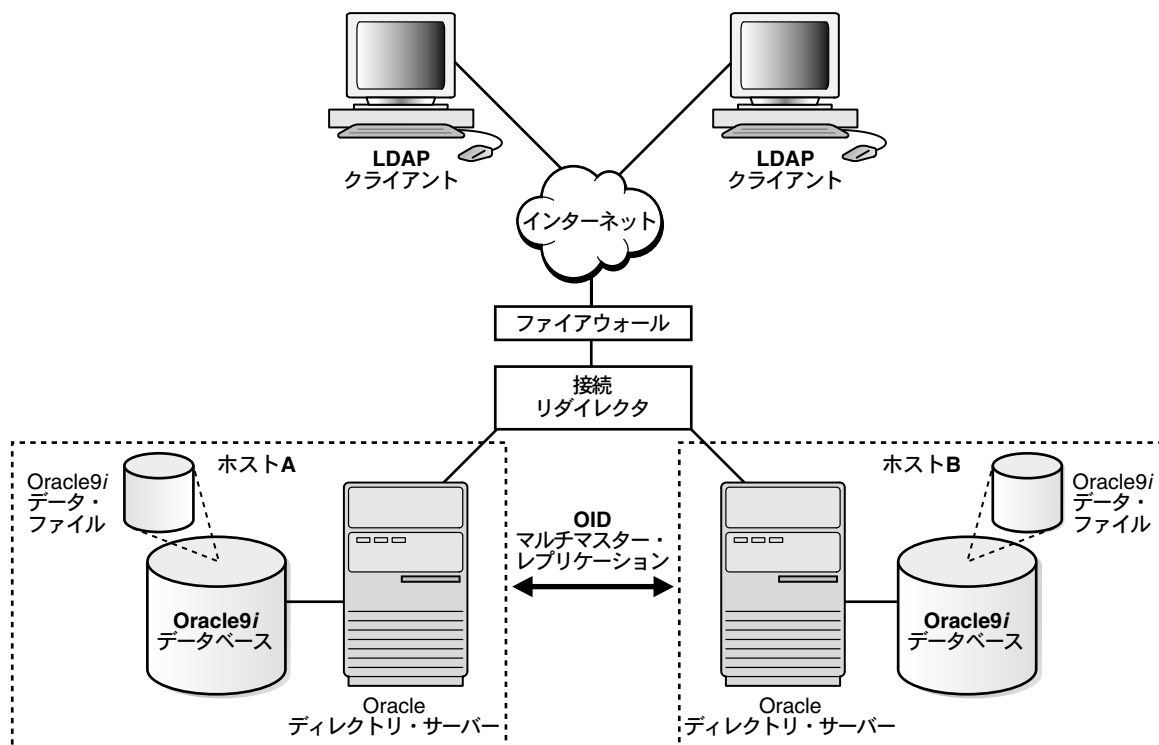 LDAP
クライアント
LDAP
クライアント
インターネット
ファイアウォール
接続
リダイレクタ
ホストA
Oracle9i
データ・
ファイル
Oracle9i
データベース
Oracle
ディレクトリ・サーバー
OID
マルチマスター・
レプリケーション
ホストB
Oracle9i
データ・
ファイル
Oracle9i
データベース
Oracle
ディレクトリ・サーバー